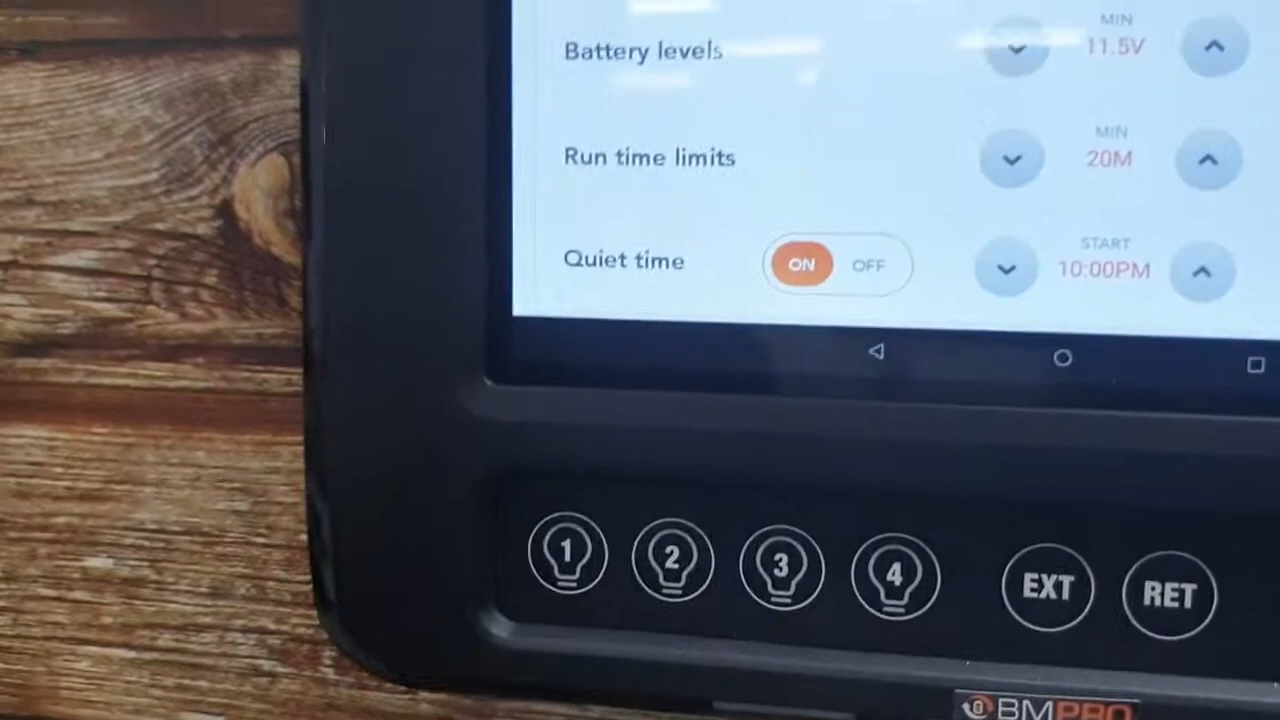 MIN
Battery levels 11.5V
MIN
Run time limits 20M
START
Quiet time ON OFF 10:00PM
1 2 3 4 EXT RET
BMPRO